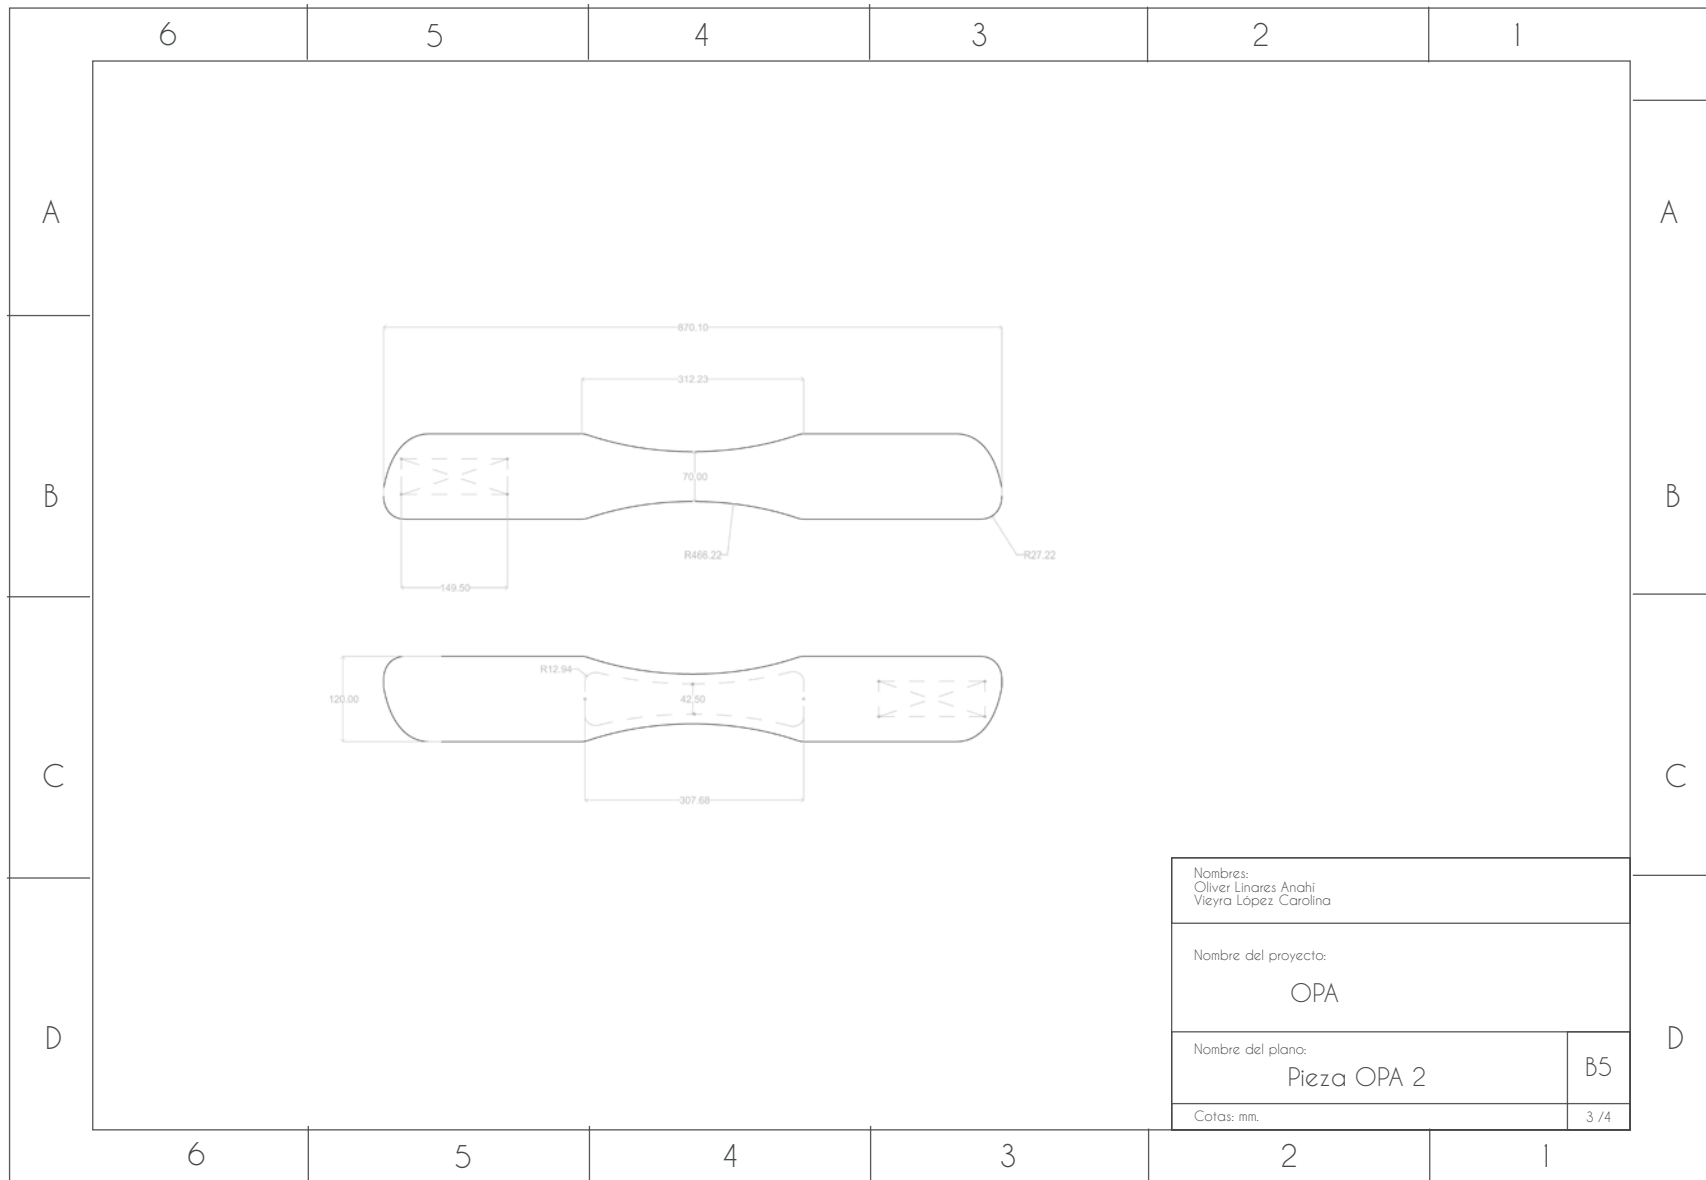 6 5 4 3 2 1
A A
870.10
312.23
B 70.00 B
R466.22 R27.22
149.50
R12.94
120.00 42.50
C C
307.68
Nombres:
Oliver Linares Anahi
Vieyra López Carolina
Nombre del proyecto:
OPA
D D
Nombre del plano:
Pieza OPA 2 B5
Cotas: mm. 3 /4
6 5 4 3 2 1